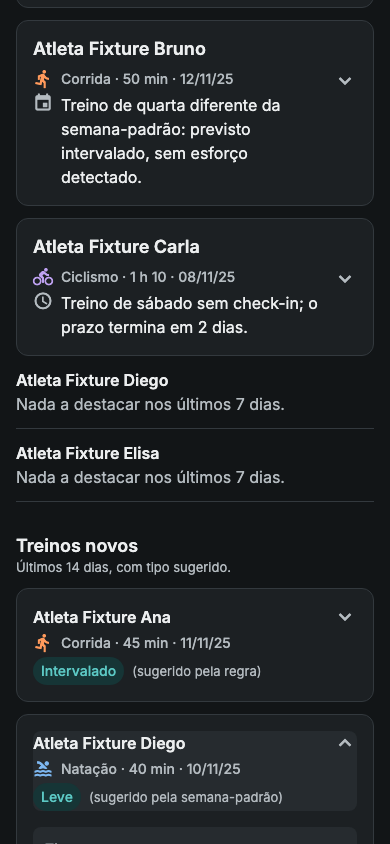 Atleta Fixture Bruno
Corrida · 50 min · 12/11/25
Treino de quarta diferente da
semana-padrão: previsto
intervalado, sem esforço
detectado.
Atleta Fixture Carla
Ciclismo · 1 h 10 · 08/11/25
Treino de sábado sem check-in; o
prazo termina em 2 dias.
Atleta Fixture Diego
Nada a destacar nos últimos 7 dias.
Atleta Fixture Elisa
Nada a destacar nos últimos 7 dias.
Treinos novos
Últimos 14 dias, com tipo sugerido.
Atleta Fixture Ana
Corrida · 45 min · 11/11/25
Intervalado (sugerido pela regra)
Atleta Fixture Diego
Natação · 40 min · 10/11/25
Leve (sugerido pela semana-padrão)